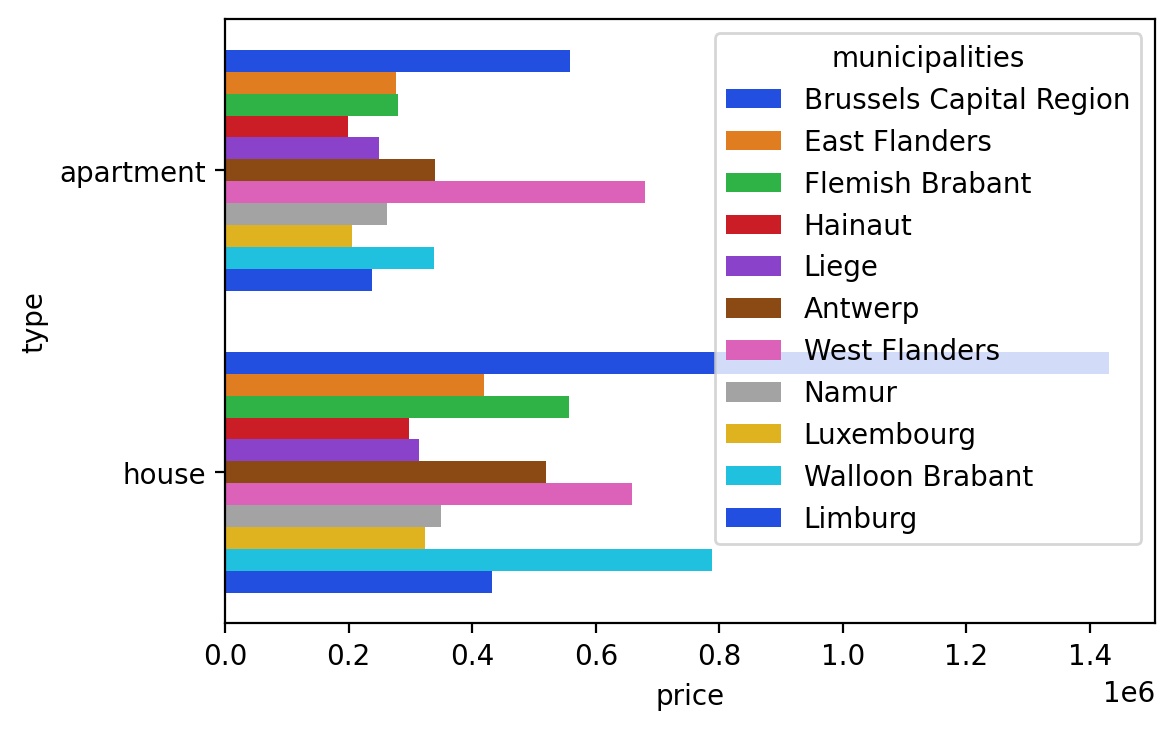 municipalities
Brussels Capital Region
East Flanders
Flemish Brabant
Hainaut
Liege
Antwerp
West Flanders
Namur
Luxembourg
Walloon Brabant
Limburg
apartment
house
type
0.0 0.2 0.4 0.6 0.8 1.0 1.2 1.4
1e6
price